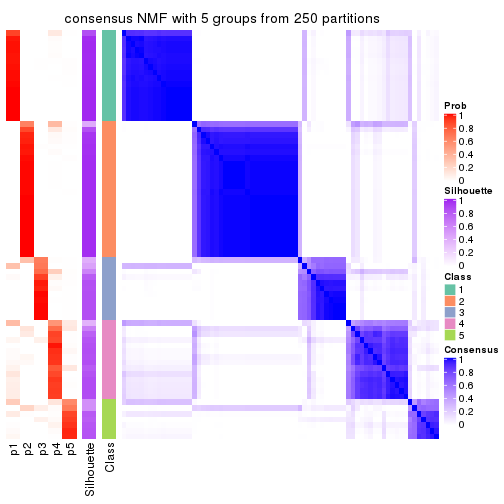 consensus NMF with 5 groups from 250 partitions
Prob
1
0.8
0.6
0.4
0.2
0
Silhouette
1
0.8
0.6
0.4
0.2
0
Class
1
2
3
4
5
Consensus
1
0.8
0.6
0.4
0.2
0
p1
p2
p3
p4
p5
Silhouette
Class